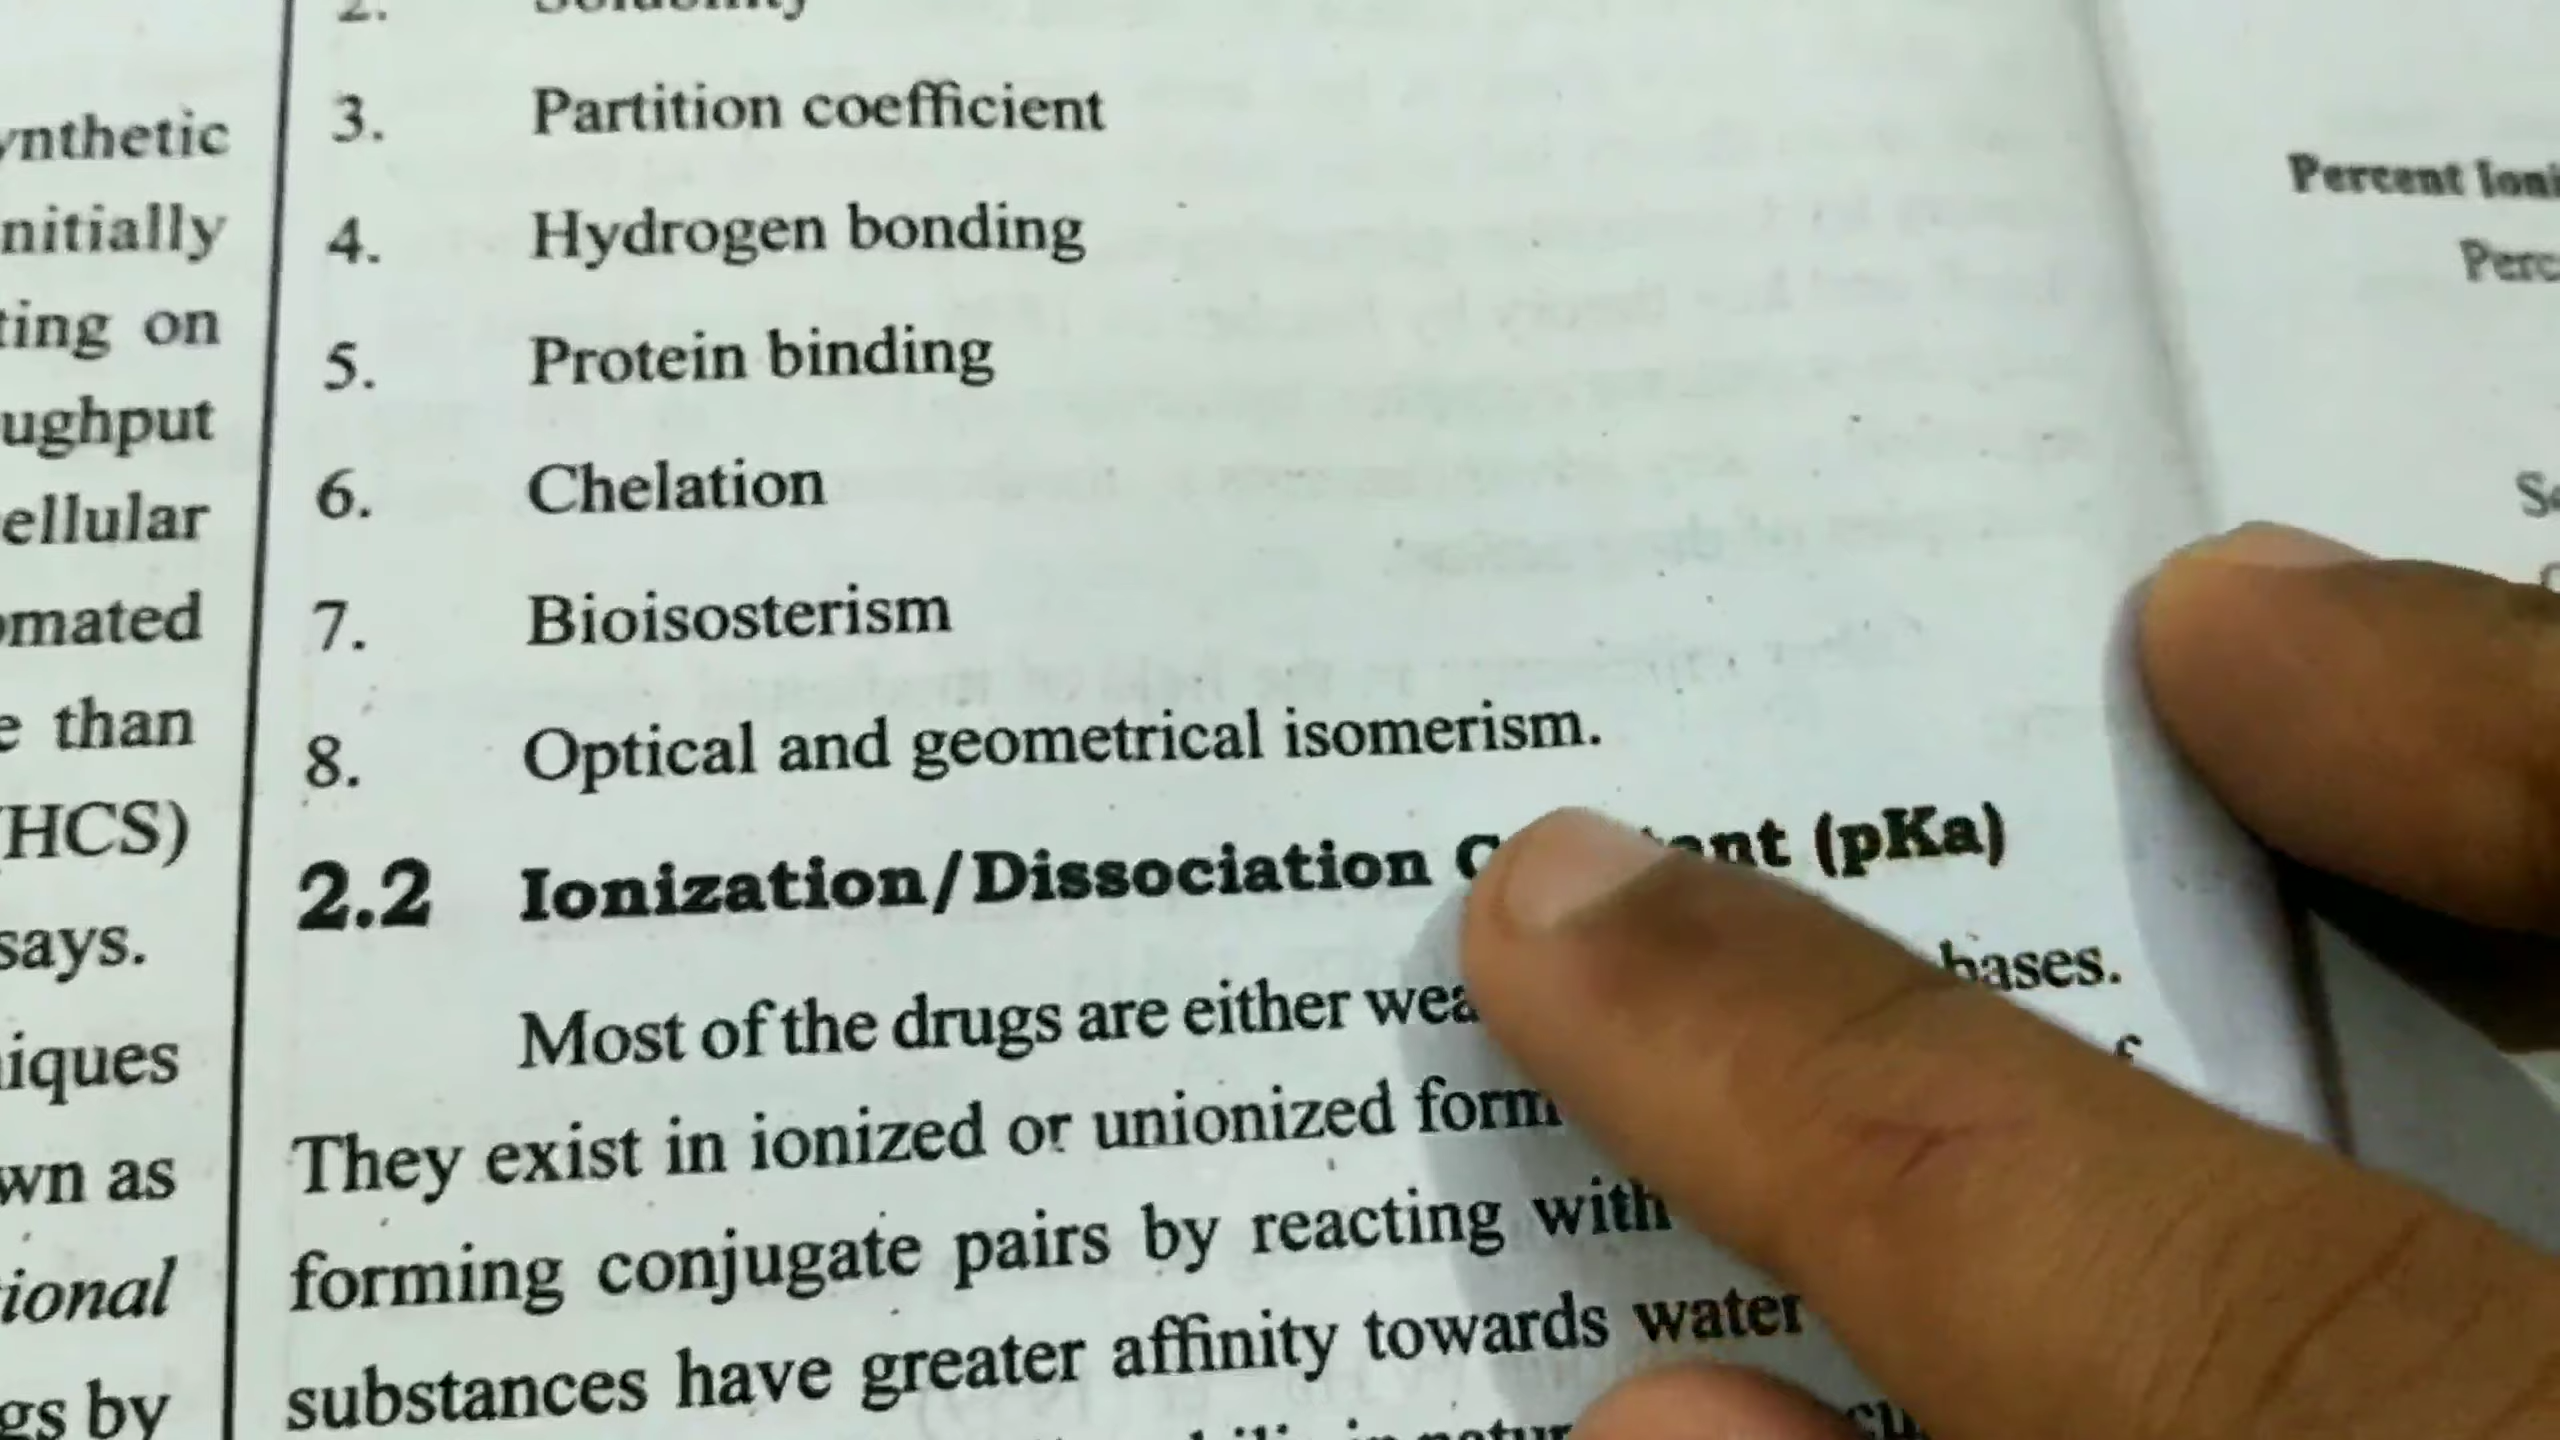 2. Solubility
3. Partition coefficient
4. Hydrogen bonding
5. Protein binding
6. Chelation
7. Bioisosterism
8. Optical and geometrical isomerism.
2.2 Ionization/Dissociation (pKa)
Most of the drugs are either bases.
They exist in ionized or unionized form
forming conjugate pairs by reacting with
substances have greater affinity towards water
ynthetic
nitially
ting on
ughput
ellular
omated
e than
(HCS)
says.
iques
wn as
ional
gs by
Percent Ioni
Perc